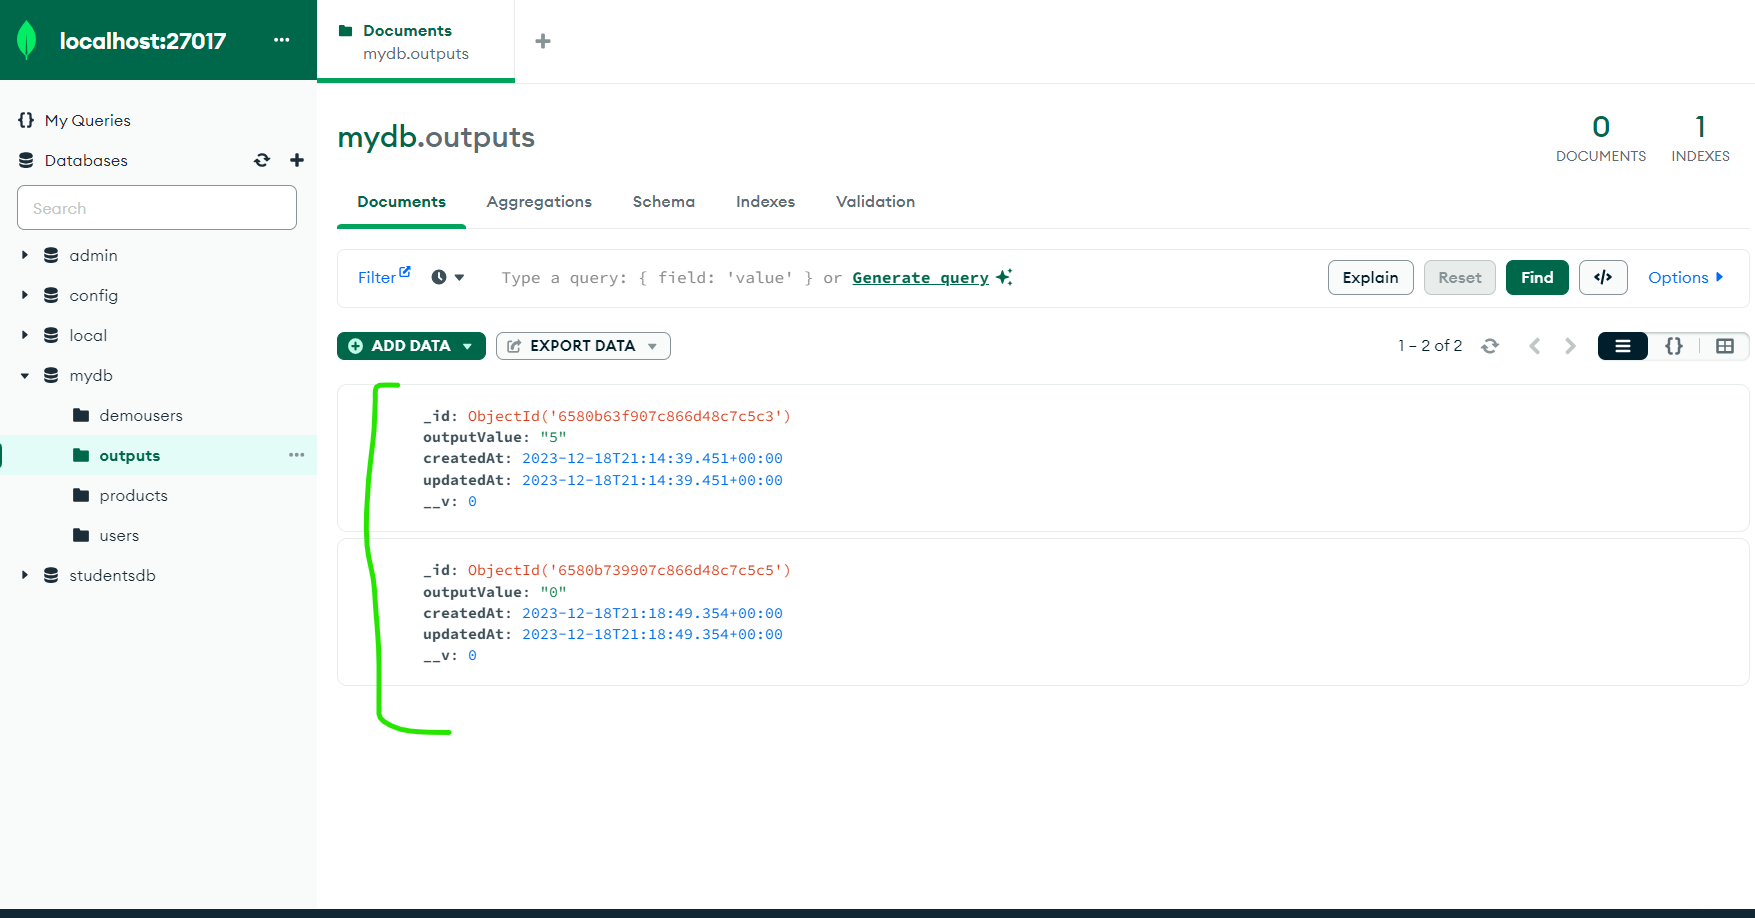 localhost:27017
Documents
mydb.outputs
My Queries
Databases
Search
admin
config
local
mydb
demousers
outputs
products
users
studentsdb
mydb.outputs
0
DOCUMENTS
1
INDEXES
Documents Aggregations Schema Indexes Validation
Filter Type a query: { field: 'value' } or Generate query Explain Reset Find </> Options
ADD DATA EXPORT DATA 1 – 2 of 2 {}
_id: ObjectId('6580b63f907c866d48c7c5c3')
outputValue: "5"
createdAt: 2023-12-18T21:14:39.451+00:00
updatedAt: 2023-12-18T21:14:39.451+00:00
__v: 0
_id: ObjectId('6580b739907c866d48c7c5c5')
outputValue: "0"
createdAt: 2023-12-18T21:18:49.354+00:00
updatedAt: 2023-12-18T21:18:49.354+00:00
__v: 0